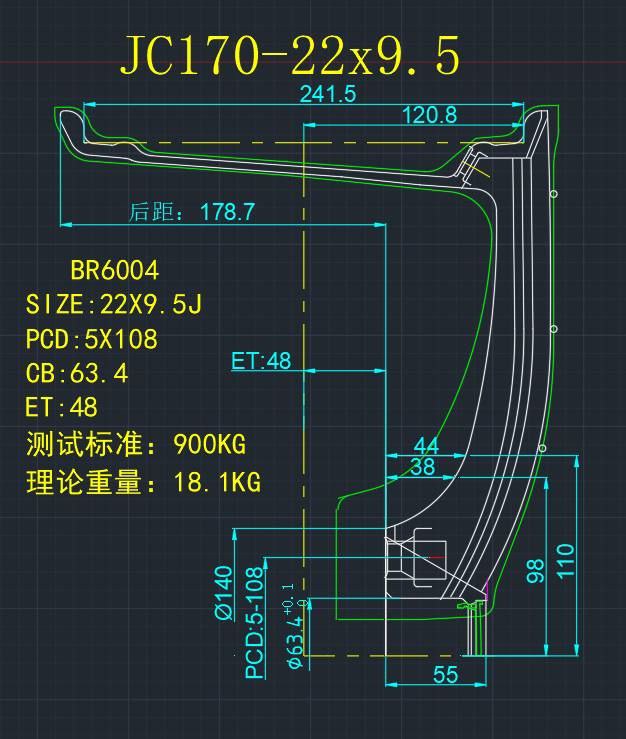 JC170-22x9.5
241.5
120.8
后距: 178.7
BR6004
SIZE:22X9.5J
PCD:5X108
CB:63.4
ET:48
测试标准: 900KG
理论重量: 18.1KG
ET:48
44
38
Ø140
PCD:5-108
ϕ63.4 +0.1 0
98
110
55